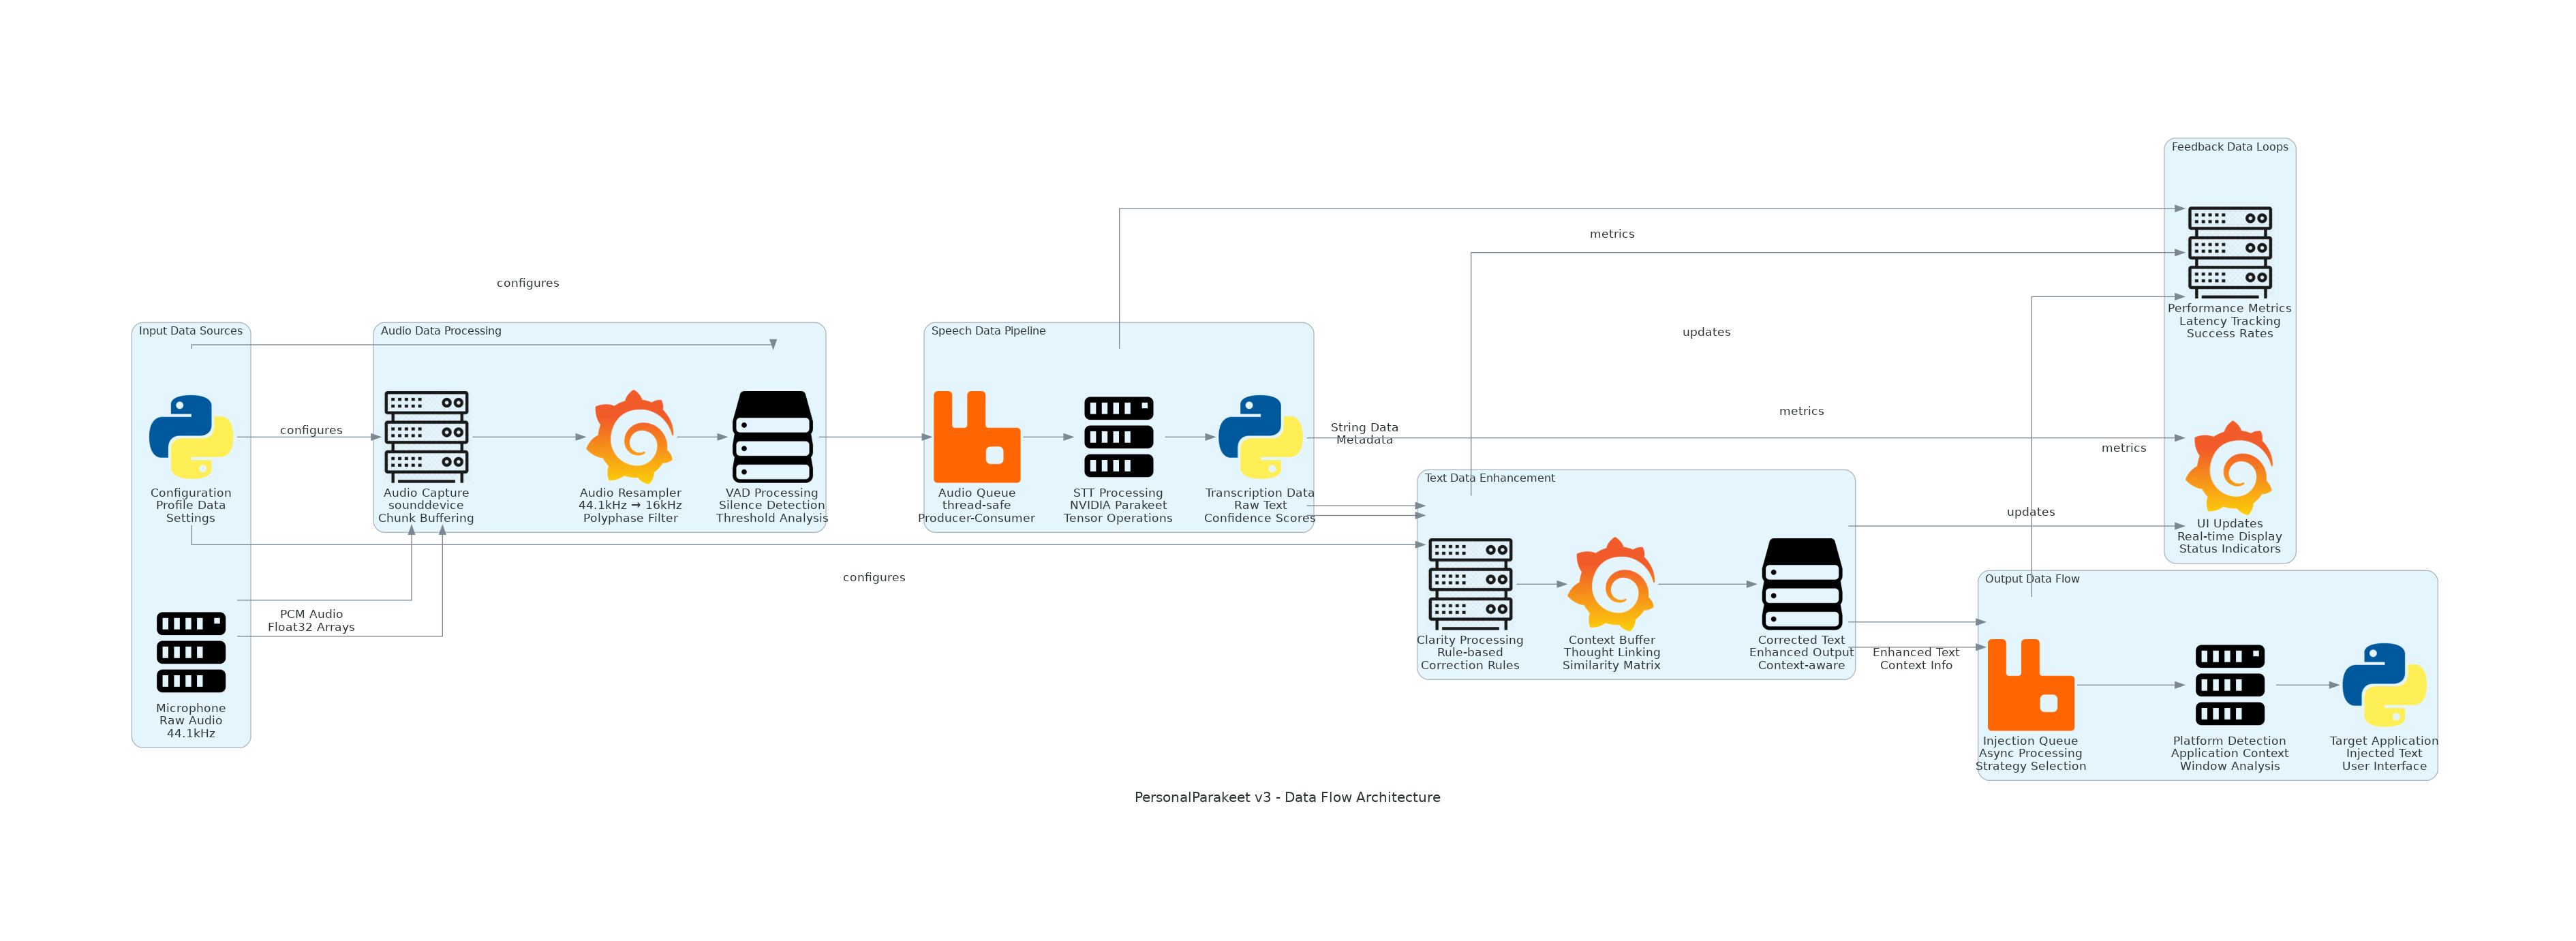 Feedback Data Loops
Performance Metrics
Latency Tracking
Success Rates
UI Updates
Real-time Display
Status Indicators
metrics
configures
updates
metrics
metrics
updates
Input Data Sources
Configuration
Profile Data
Settings
configures
Microphone
Raw Audio
44.1kHz
PCM Audio
Float32 Arrays
Audio Data Processing
Audio Capture
sounddevice
Chunk Buffering
Audio Resampler
44.1kHz → 16kHz
Polyphase Filter
VAD Processing
Silence Detection
Threshold Analysis
configures
Speech Data Pipeline
Audio Queue
thread-safe
Producer-Consumer
STT Processing
NVIDIA Parakeet
Tensor Operations
Transcription Data
Raw Text
Confidence Scores
String Data
Metadata
Text Data Enhancement
Clarity Processing
Rule-based
Correction Rules
Context Buffer
Thought Linking
Similarity Matrix
Corrected Text
Enhanced Output
Context-aware
Enhanced Text
Context Info
Output Data Flow
Injection Queue
Async Processing
Strategy Selection
Platform Detection
Application Context
Window Analysis
Target Application
Injected Text
User Interface
PersonalParakeet v3 - Data Flow Architecture